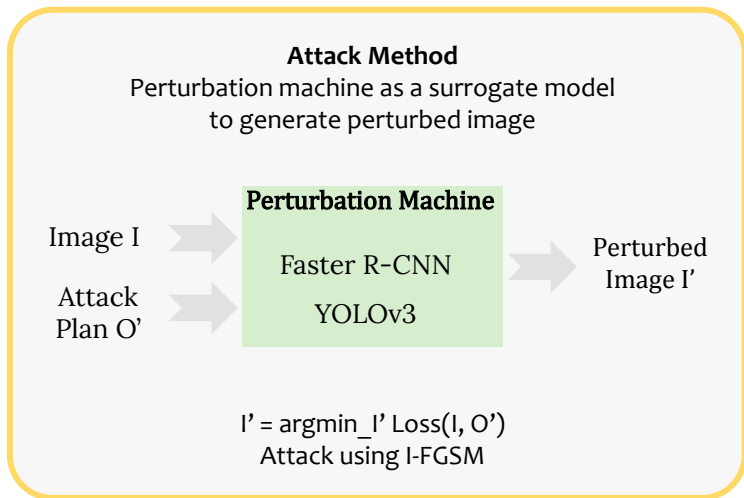 Attack Method
Perturbation machine as a surrogate model
to generate perturbed image
Perturbation Machine
Image I
Attack
Plan O’
Faster R-CNN
YOLOv3
Perturbed
Image I’
I’ = argmin_I’ Loss(I, O’)
Attack using I-FGSM